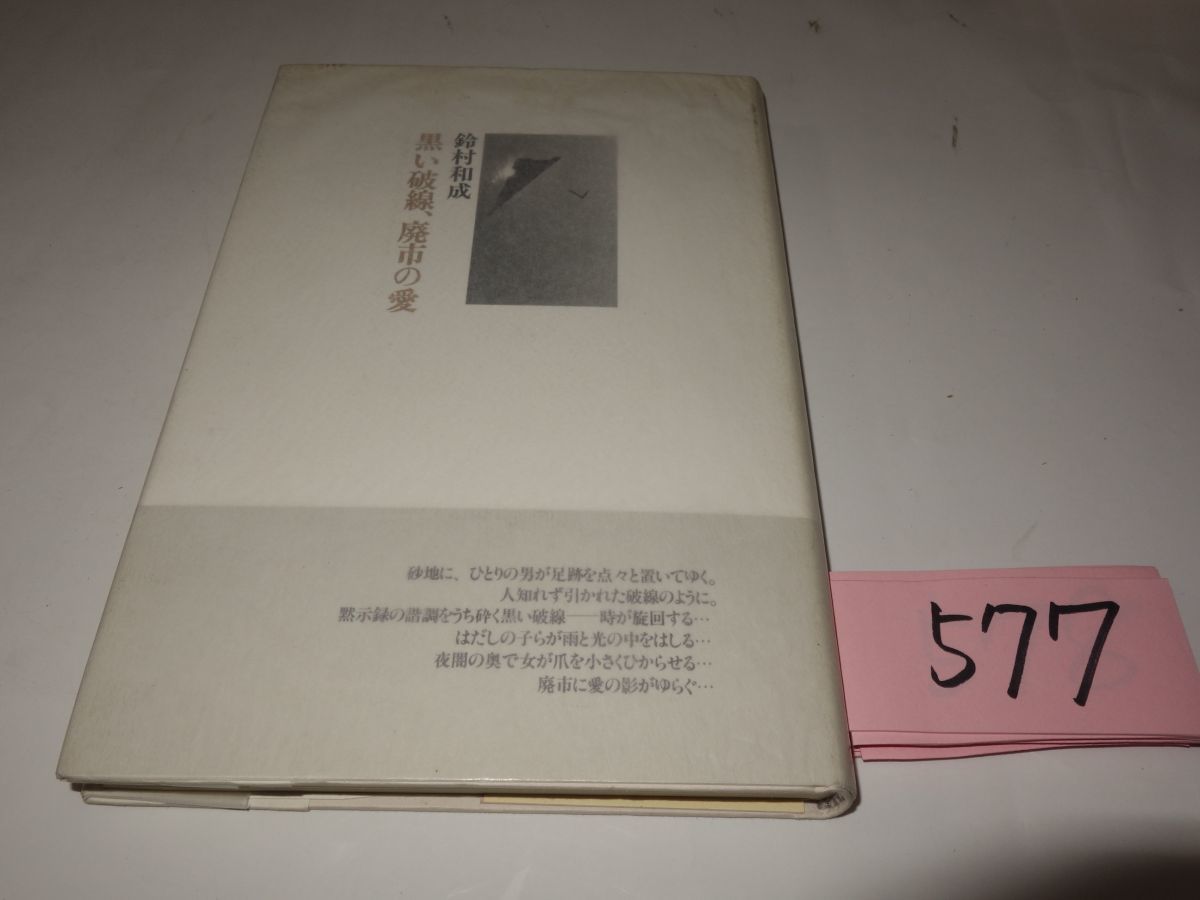 鈴村和成
黒い破線、廃市の愛
砂地に、ひとりの男が足跡を点々と置いてゆく。
人知れず引かれた破線のように。
黙示録の諧調をうち砕く黒い破線──時が旋回する…
はだしの子らが雨と光の中をはしる…
夜闇の奥で女が爪を小さくひからせる…
廃市に愛の影がゆらぐ…
577